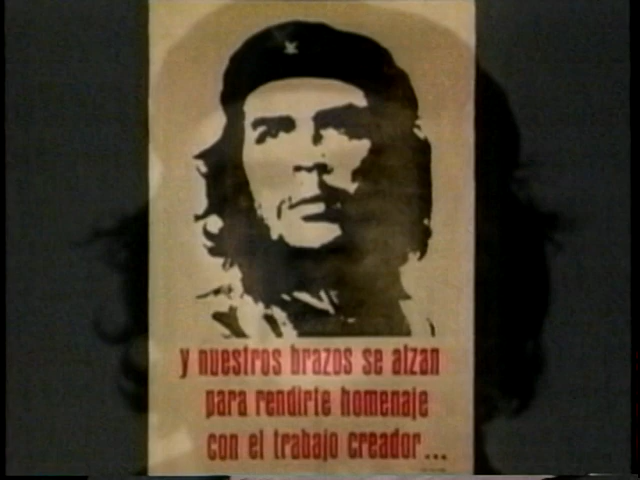 y nuestros brazos se alzan
para rendirte homenaje
con el trabajo creador...